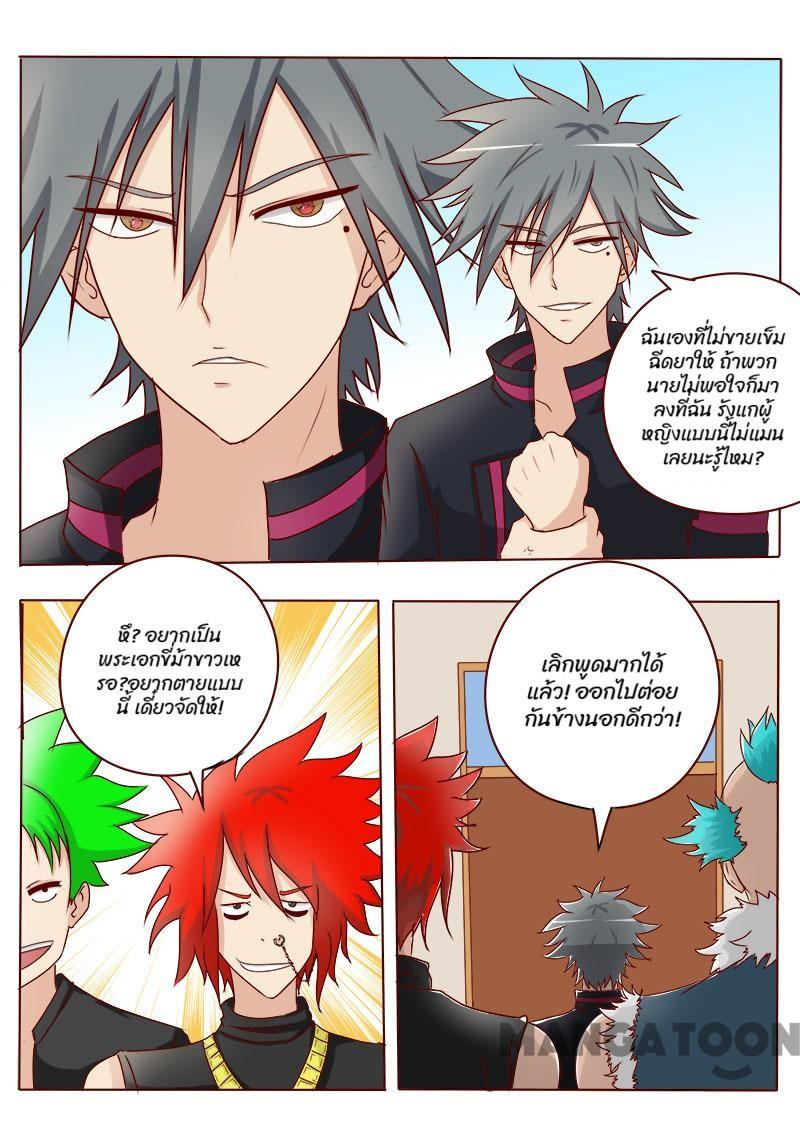 ฉันเองที่ไม่ขายเข็ม
ฉีดยาให้ ถ้าพวก
นายไม่พอใจก็มา
ลงที่ฉัน รังแกผู้
หญิงแบบนี้ไม่แมน
เลยนะรู้ไหม?
หึ? อยากเป็น
พระเอกขี่ม้าขาวเห
รอ?อยากตายแบบ
นี้ เดี๋ยวจัดให้!
เลิกพูดมากได้
แล้ว! ออกไปต่อย
กันข้างนอกดีกว่า!
MANGATOON